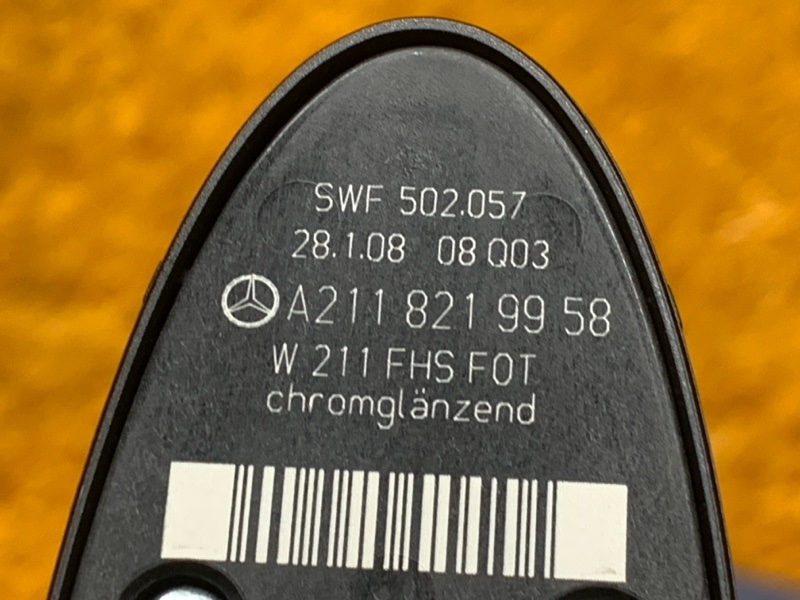 SWF 502.057
28.1.08 08 Q03
A211 821 99 58
W 211 FHS FOT
chromglänzend